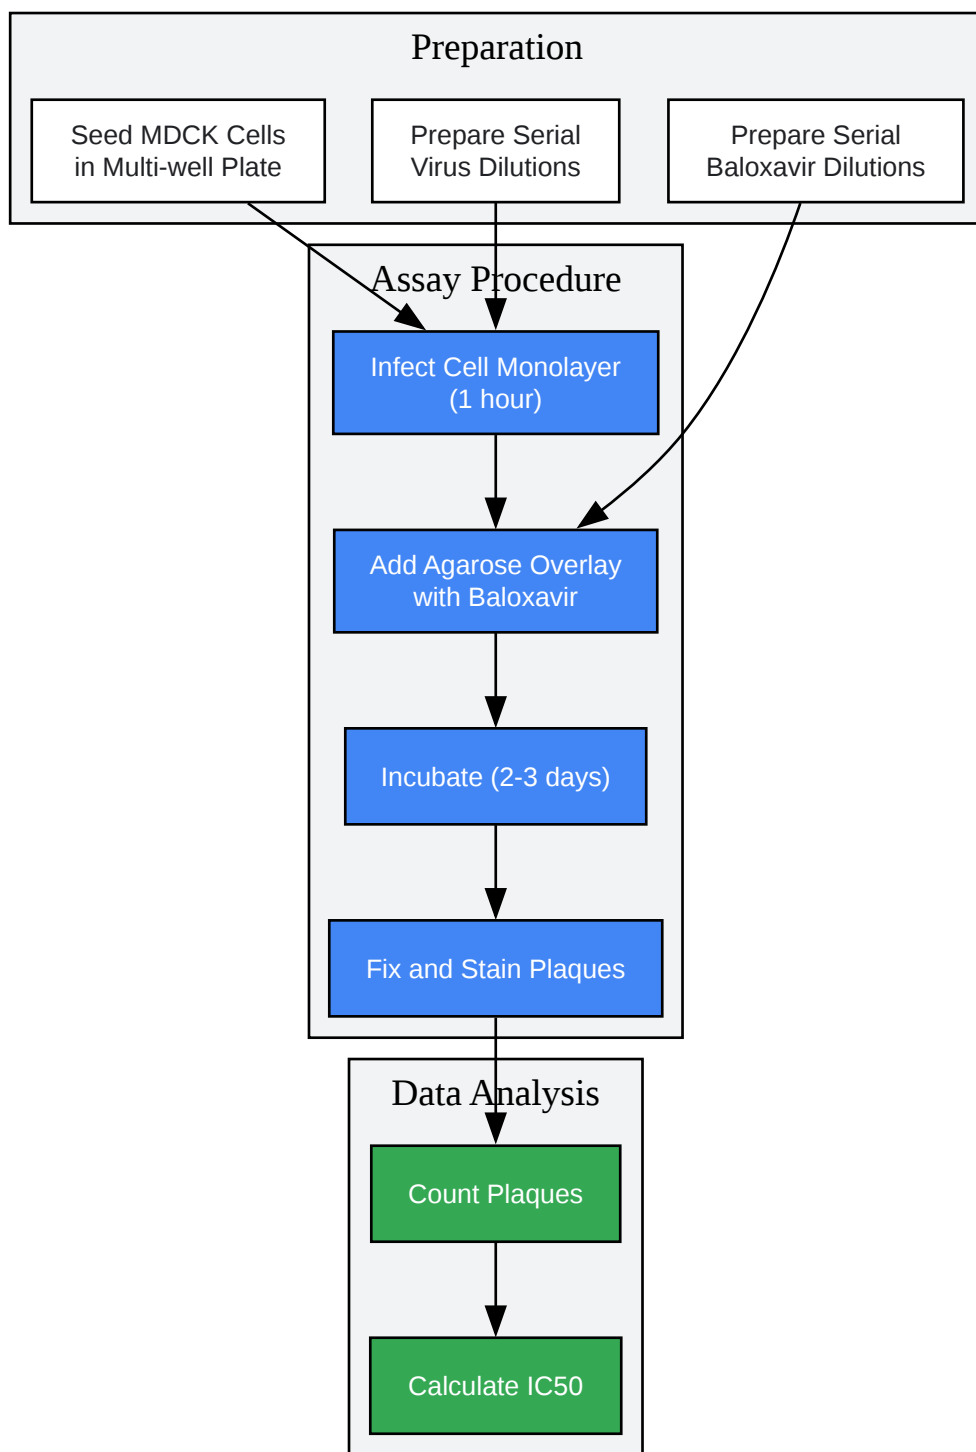 Preparation
Seed MDCK Cells
in Multi-well Plate
Prepare Serial
Virus Dilutions
Prepare Serial
Baloxavir Dilutions
Assay Procedure
Infect Cell Monolayer
(1 hour)
Add Agarose Overlay
with Baloxavir
Incubate (2-3 days)
Fix and Stain Plaques
Data Analysis
Count Plaques
Calculate IC50